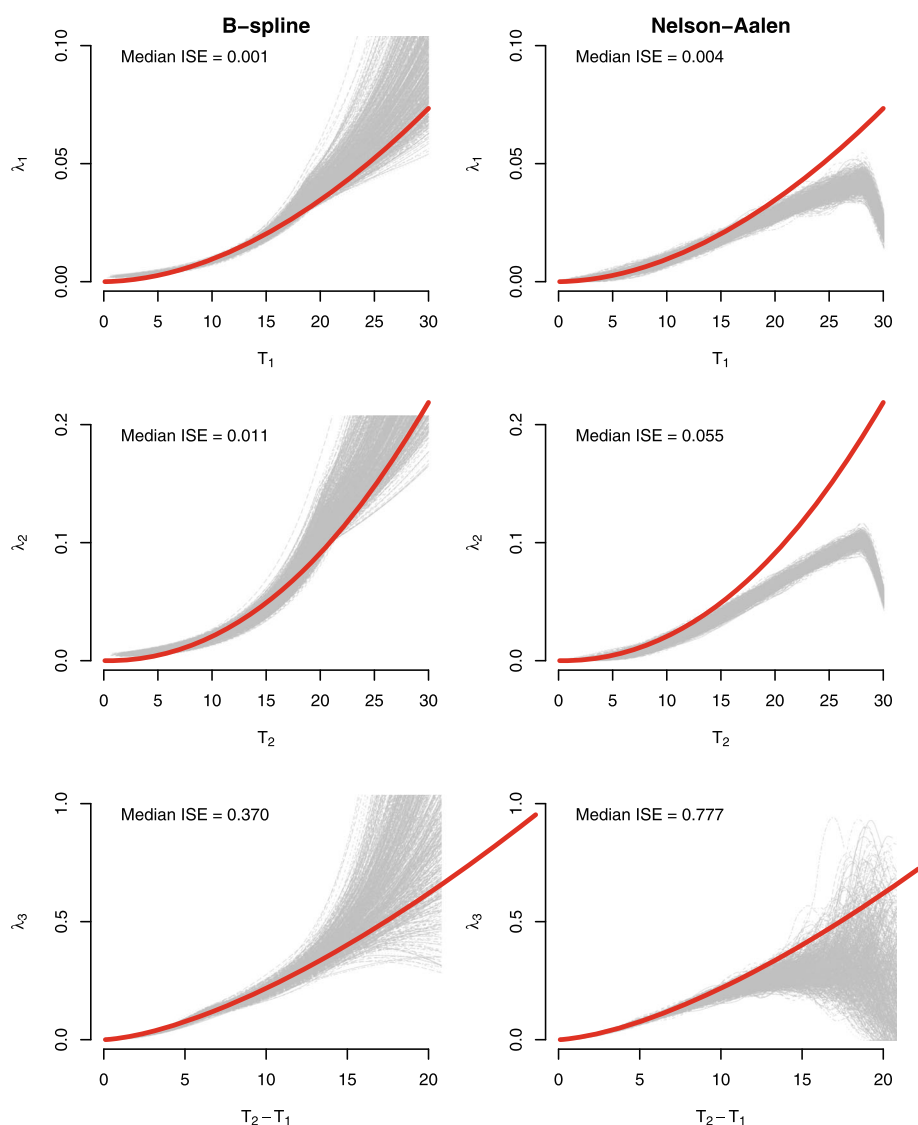 B−spline
Nelson−Aalen
Median ISE = 0.001
λ1
0.00 0.05 0.10
0 5 10 15 20 25 30
T1
Median ISE = 0.004
λ1
0.00 0.05 0.10
0 5 10 15 20 25 30
T1
Median ISE = 0.011
λ2
0.0 0.1 0.2
0 5 10 15 20 25 30
T2
Median ISE = 0.055
λ2
0.0 0.1 0.2
0 5 10 15 20 25 30
T2
Median ISE = 0.370
λ3
0.0 0.5 1.0
0 5 10 15 20
T2−T1
Median ISE = 0.777
λ3
0.0 0.5 1.0
0 5 10 15 20
T2−T1